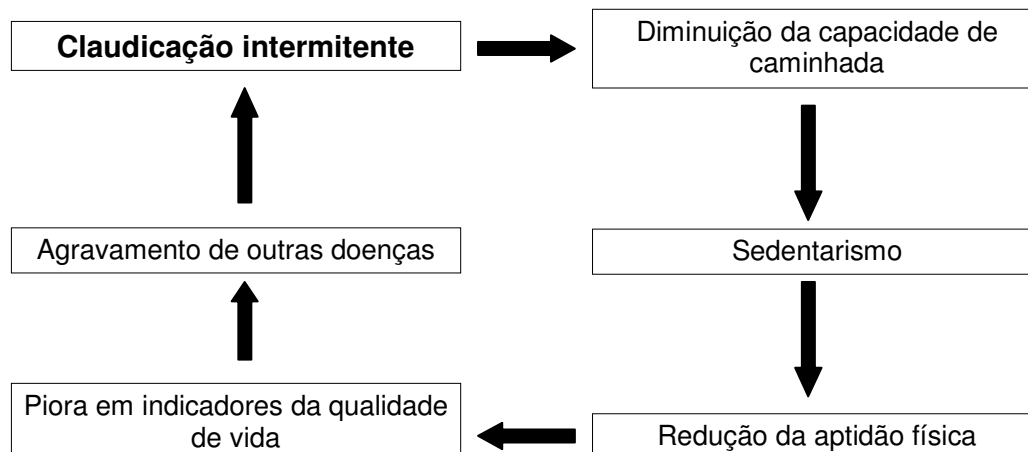 Claudicação intermitente
Diminuição da capacidade de
caminhada
Sedentarismo
Redução da aptidão física
Piora em indicadores da qualidade
de vida
Agravamento de outras doenças